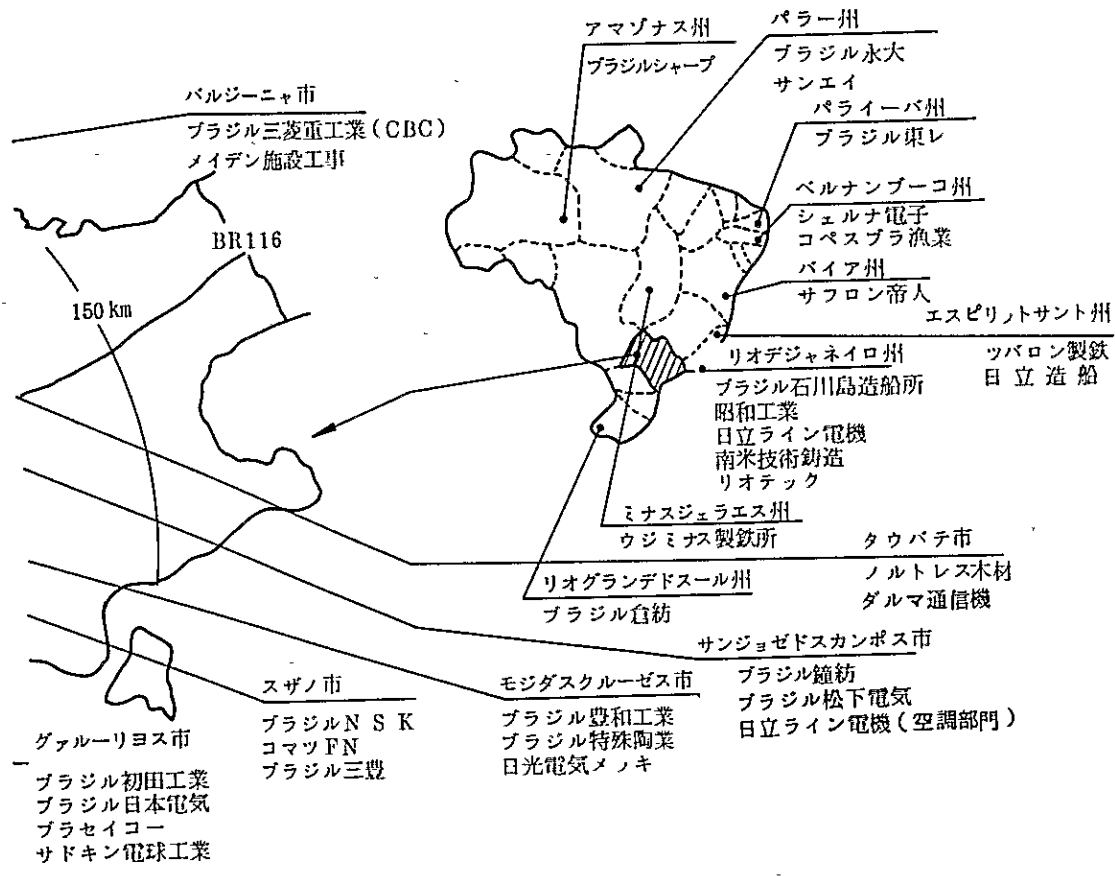 アマゾナス州
ブラジルシャープ
パラー州
ブラジル永大
サンエイ
バルジーニャ市
ブラジル三菱重工業(CBC)
メイデン施設工事
パライーバ州
ブラジル東レ
ペルナンブーコ州
シェルナ電子
コペスブラ漁業
BR116
バイア州
サフロン帝人
150km
エスピリットサント州
ツバロン製鉄
日立造船
リオデジャネイロ州
ブラジル石川島造船所
昭和工業
日立ライン電機
南米技術鋳造
リオテック
ミナスジェラエス州
ウジミナス製鉄所
タウバテ市
ノルトレス木材
ダルマ通信機
リオグランデドスール州
ブラジル倉紡
サンジョゼドスカンポス市
ブラジル鐘紡
ブラジル松下電気
日立ライン電機(空調部門)
スザノ市
ブラジルNSK
コマツFN
ブラジル三豊
モジダスクルーゼス市
ブラジル豊和工業
ブラジル特殊陶業
日光電気メッキ
グァルーリョス市
ブラジル初田工業
ブラジル日本電気
ブラセイコー
サドキン電球工業